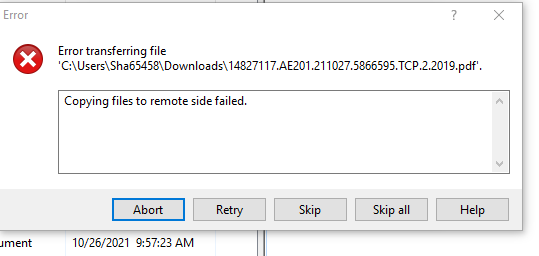 Error
?
Error transferring file
'C:\Users\Sha65458\Downloads\14827117.AE201.211027.5866595.TCP.2.2019.pdf'.
Copying files to remote side failed.
Abort Retry Skip Skip all Help
ument 10/26/2021 9:57:23 AM